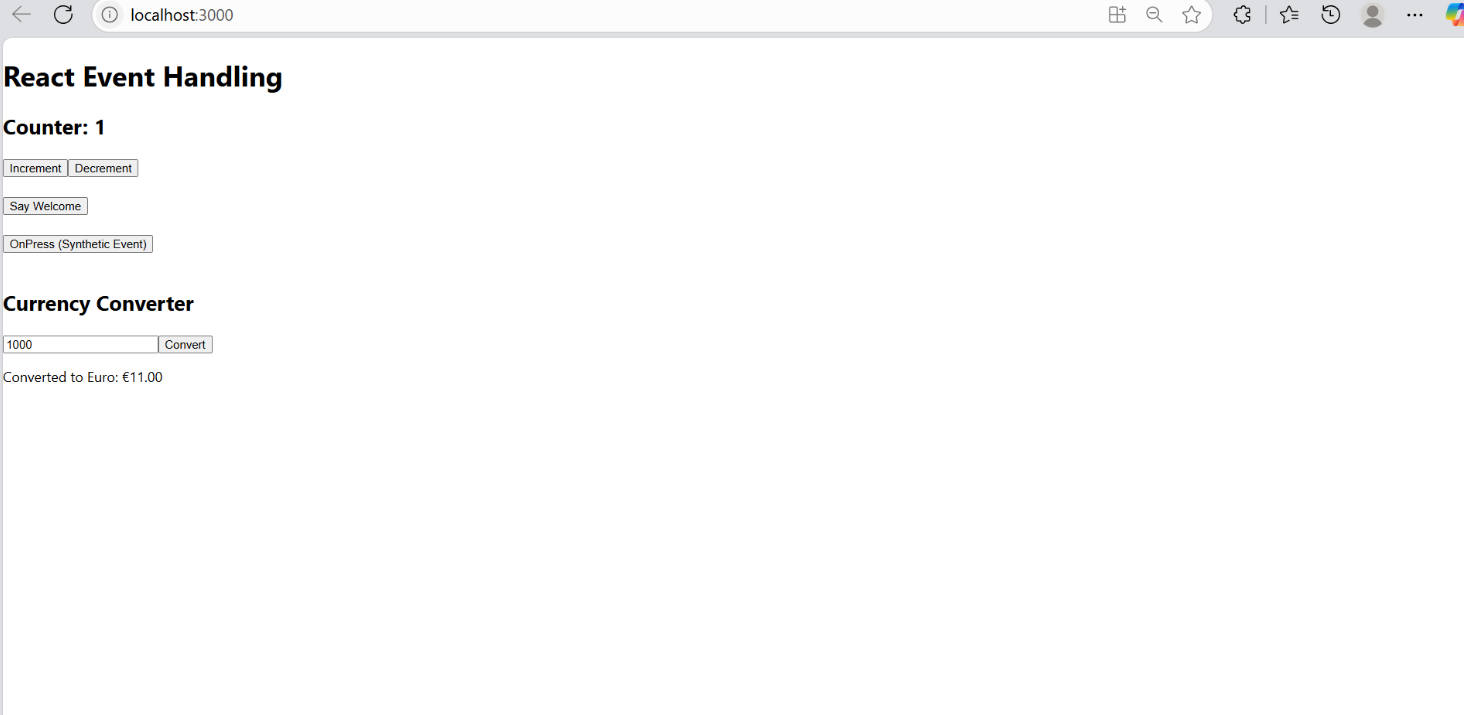 localhost:3000
React Event Handling
Counter: 1
Increment Decrement
Say Welcome
OnPress (Synthetic Event)
Currency Converter
1000 Convert
Converted to Euro: €11.00